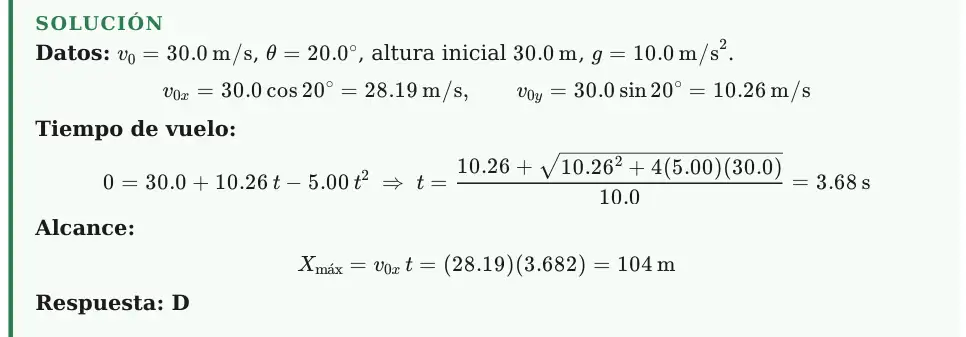 SOLUCIÓN
Datos: v₀ = 30.0 m/s, θ = 20.0°, altura inicial 30.0 m, g = 10.0 m/s².
v₀ₓ = 30.0 cos 20° = 28.19 m/s, v₀y = 30.0 sin 20° = 10.26 m/s
Tiempo de vuelo:
0 = 30.0 + 10.26 t − 5.00 t² ⇒ t = (10.26 + √(10.26² + 4(5.00)(30.0))) / 10.0 = 3.68 s
Alcance:
Xmáx = v₀ₓ t = (28.19)(3.682) = 104 m
Respuesta: D